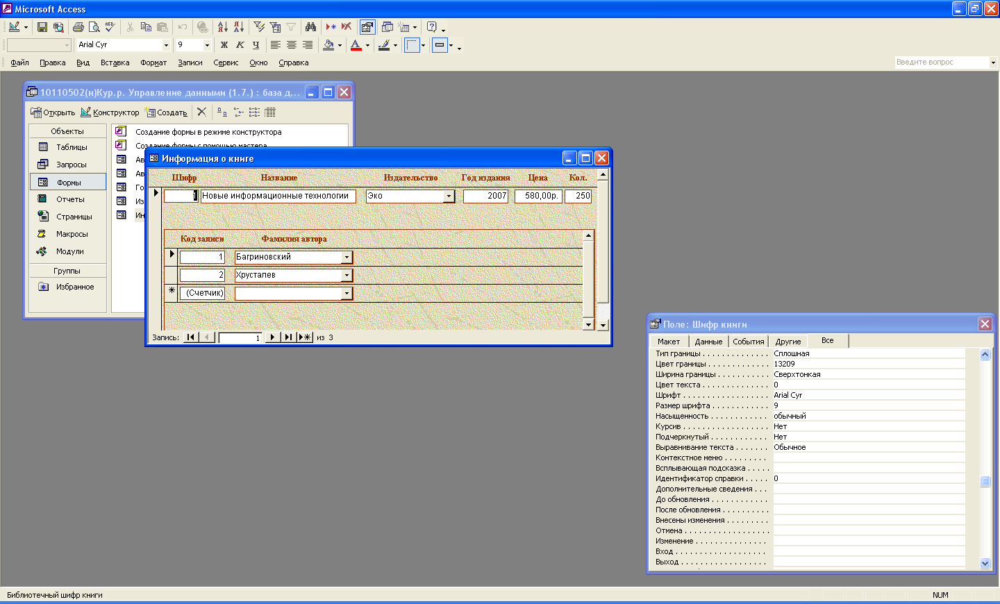 Microsoft Access
Arial Cyr 9 Ж К Ч
Файл Правка Вид Вставка Формат Записи Сервис Окно Справка Введите вопрос
10110502(н)Кур.р. Управление данными (1.7.) : база д...
Открыть Конструктор Создать
Объекты
Таблицы
Запросы
Формы
Отчеты
Страницы
Макросы
Модули
Группы
Избранное
Создание формы в режиме конструктора
Создание формы с помощью мастера
Ав
Ав
Го
Из
Ин
Информация о книге
Шифр Название Издательство Год издания Цена Кол.
1 Новые информационные технологии Эко 2007 580,00р. 250
Код записи Фамилия автора
1 Багриновский
2 Хрусталев
(Счетчик)
Запись: 1 из 3
Поле: Шифр книги
Макет Данные События Другие Все
Тип границы . . . . . . . . . . . . . . Сплошная
Цвет границы . . . . . . . . . . . . . 13209
Ширина границы . . . . . . . . . . . Сверхтонкая
Цвет текста . . . . . . . . . . . . . . 0
Шрифт . . . . . . . . . . . . . . . . . . Arial Cyr
Размер шрифта . . . . . . . . . . . . 9
Насыщенность . . . . . . . . . . . . обычный
Курсив . . . . . . . . . . . . . . . . . . Нет
Подчеркнутый . . . . . . . . . . . . Нет
Выравнивание текста . . . . . . . Обычное
Контекстное меню . . . . . . . . .
Всплывающая подсказка . . . . .
Идентификатор справки . . . . . 0
Дополнительные сведения . . .
До обновления . . . . . . . . . . . .
После обновления . . . . . . . . . .
Внесены изменения . . . . . . . . .
Отмена . . . . . . . . . . . . . . . . . .
Изменение . . . . . . . . . . . . . . .
Вход . . . . . . . . . . . . . . . . . . .
Выход . . . . . . . . . . . . . . . . . .
Библиотечный шифр книги NUM